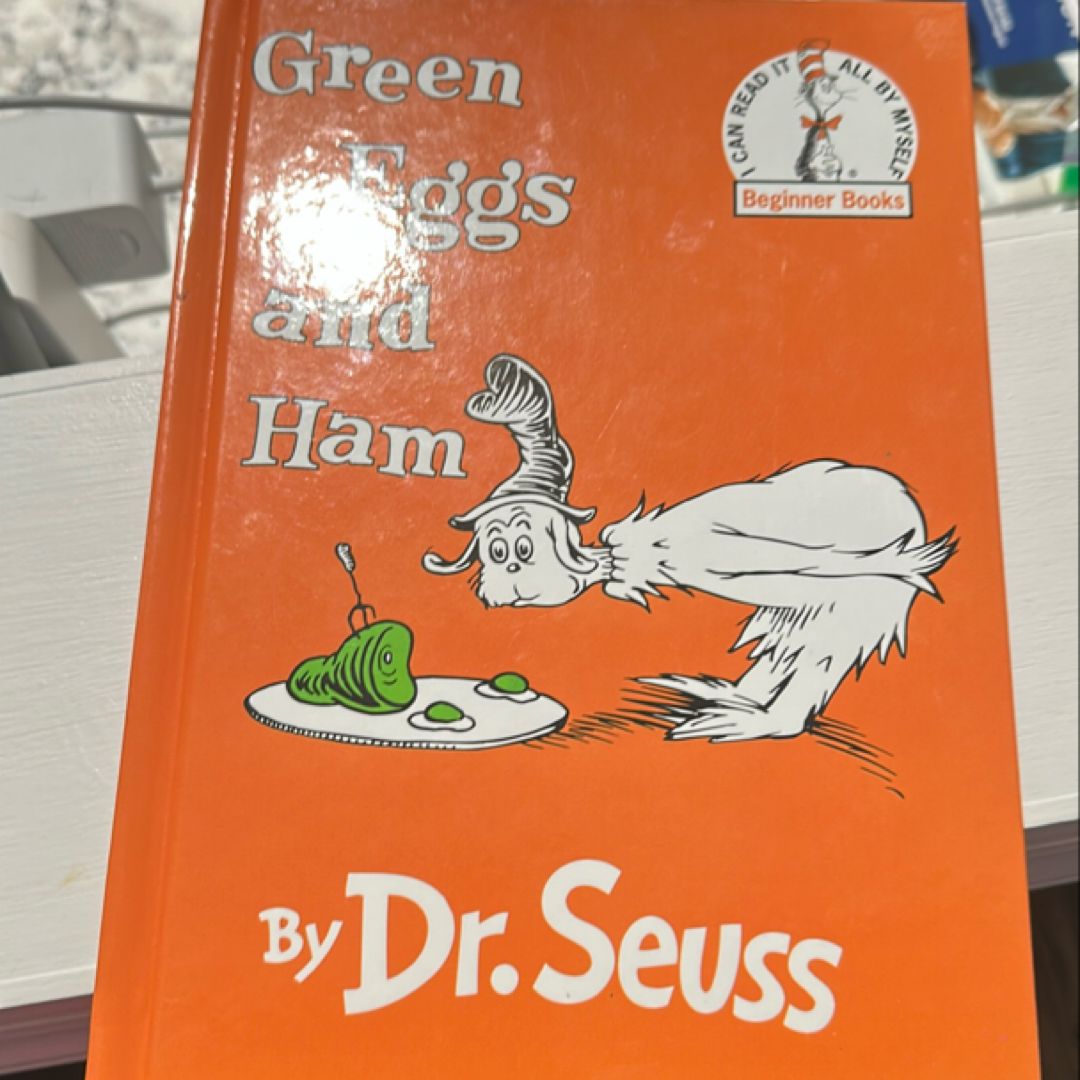 Green
Eggs
and
Ham
I CAN READ IT ALL BY MYSELF
Beginner Books
By Dr. Seuss